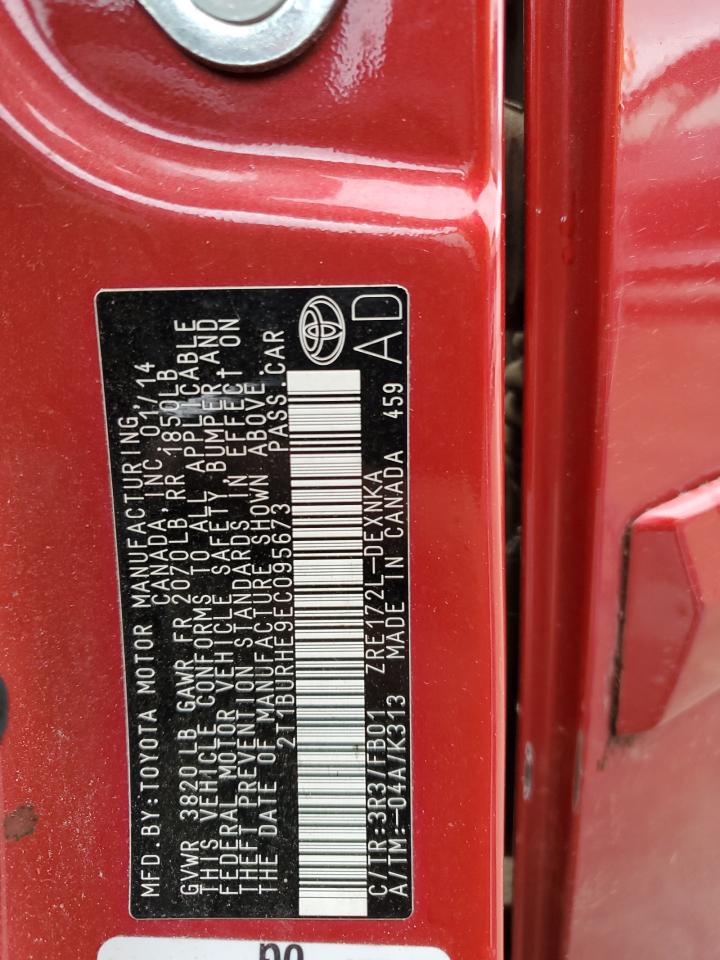 MFD.BY:TOYOTA MOTOR MANUFACTURING,
CANADA, INC. 01/14
GVWR 3820LB GAWR FR 2070LB,RR 1850LB
THIS VEHICLE CONFORMS TO ALL APPLICABLE
FEDERAL MOTOR VEHICLE SAFETY, BUMPER AND
THEFT PREVENTION STANDARDS IN EFFECT ON
THE DATE OF MANUFACTURE SHOWN ABOVE.
2T1BURHE9EC095673 PASS.CAR
C/TR:3R3/FB01 ZRE172L-DEXNKA
A/TM:-04A/K313 MADE IN CANADA 459
AD